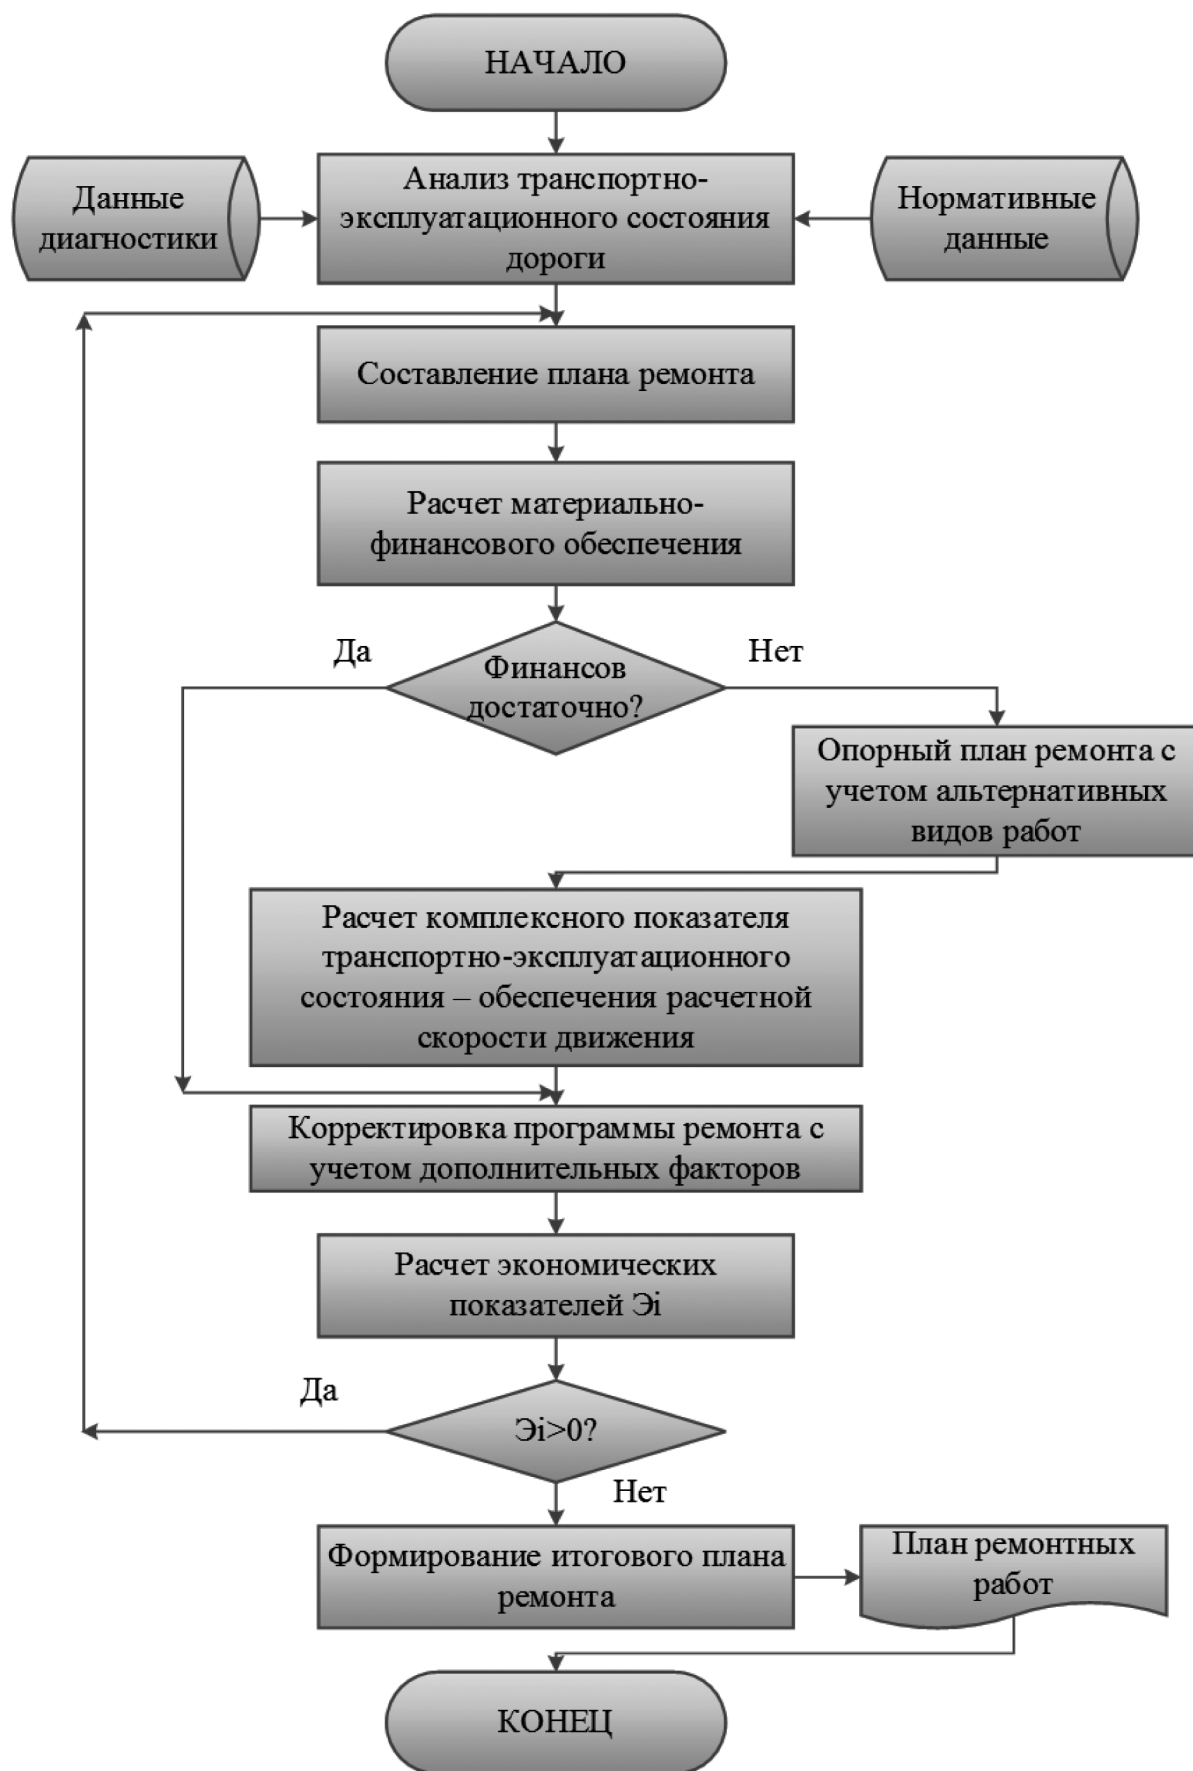 НАЧАЛО
Данные
диагностики
Анализ транспортно-
эксплуатационного состояния
дороги
Нормативные
данные
Составление плана ремонта
Расчет материально-
финансового обеспечения
Да
Финансов
достаточно?
Нет
Опорный план ремонта с
учетом альтернативных
видов работ
Расчет комплексного показателя
транспортно-эксплуатационного
состояния – обеспечения расчетной
скорости движения
Корректировка программы ремонта с
учетом дополнительных факторов
Расчет экономических
показателей Эi
Да
Эi>0?
Нет
Формирование итогового плана
ремонта
План ремонтных
работ
КОНЕЦ